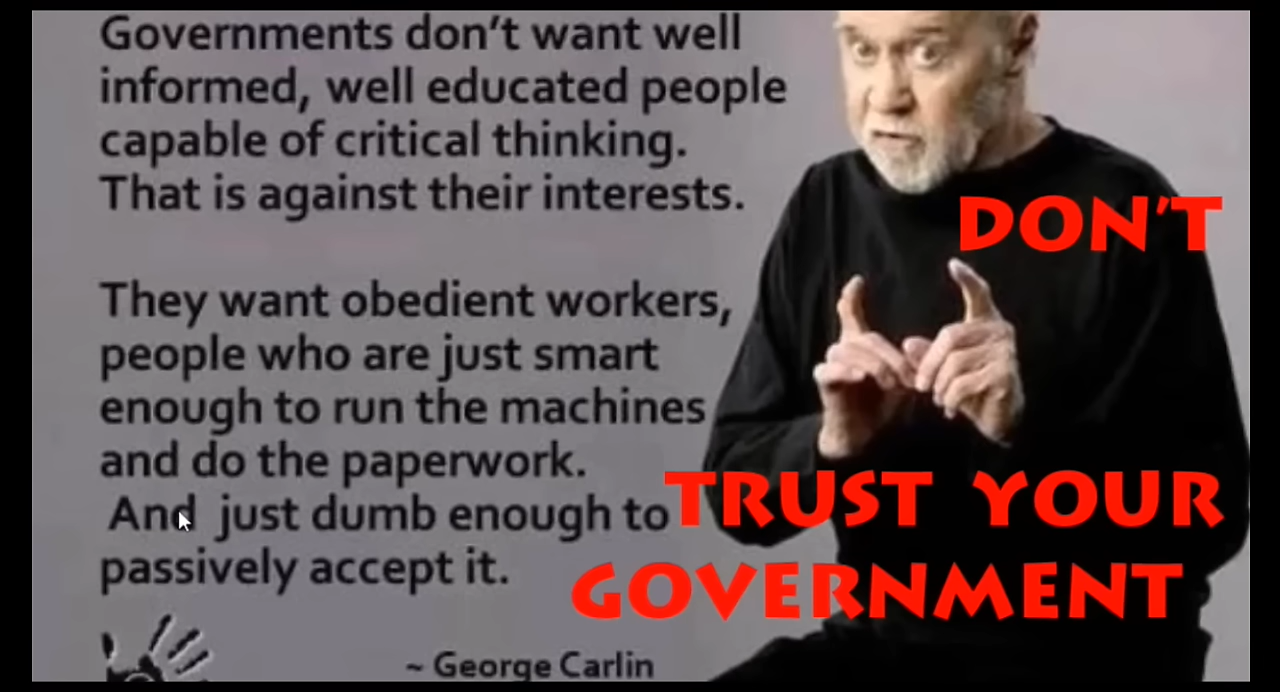 Governments don't want well
informed, well educated people
capable of critical thinking.
That is against their interests.
They want obedient workers,
people who are just smart
enough to run the machines
and do the paperwork.
And just dumb enough to
passively accept it.
~ George Carlin
DON'T
TRUST YOUR
GOVERNMENT